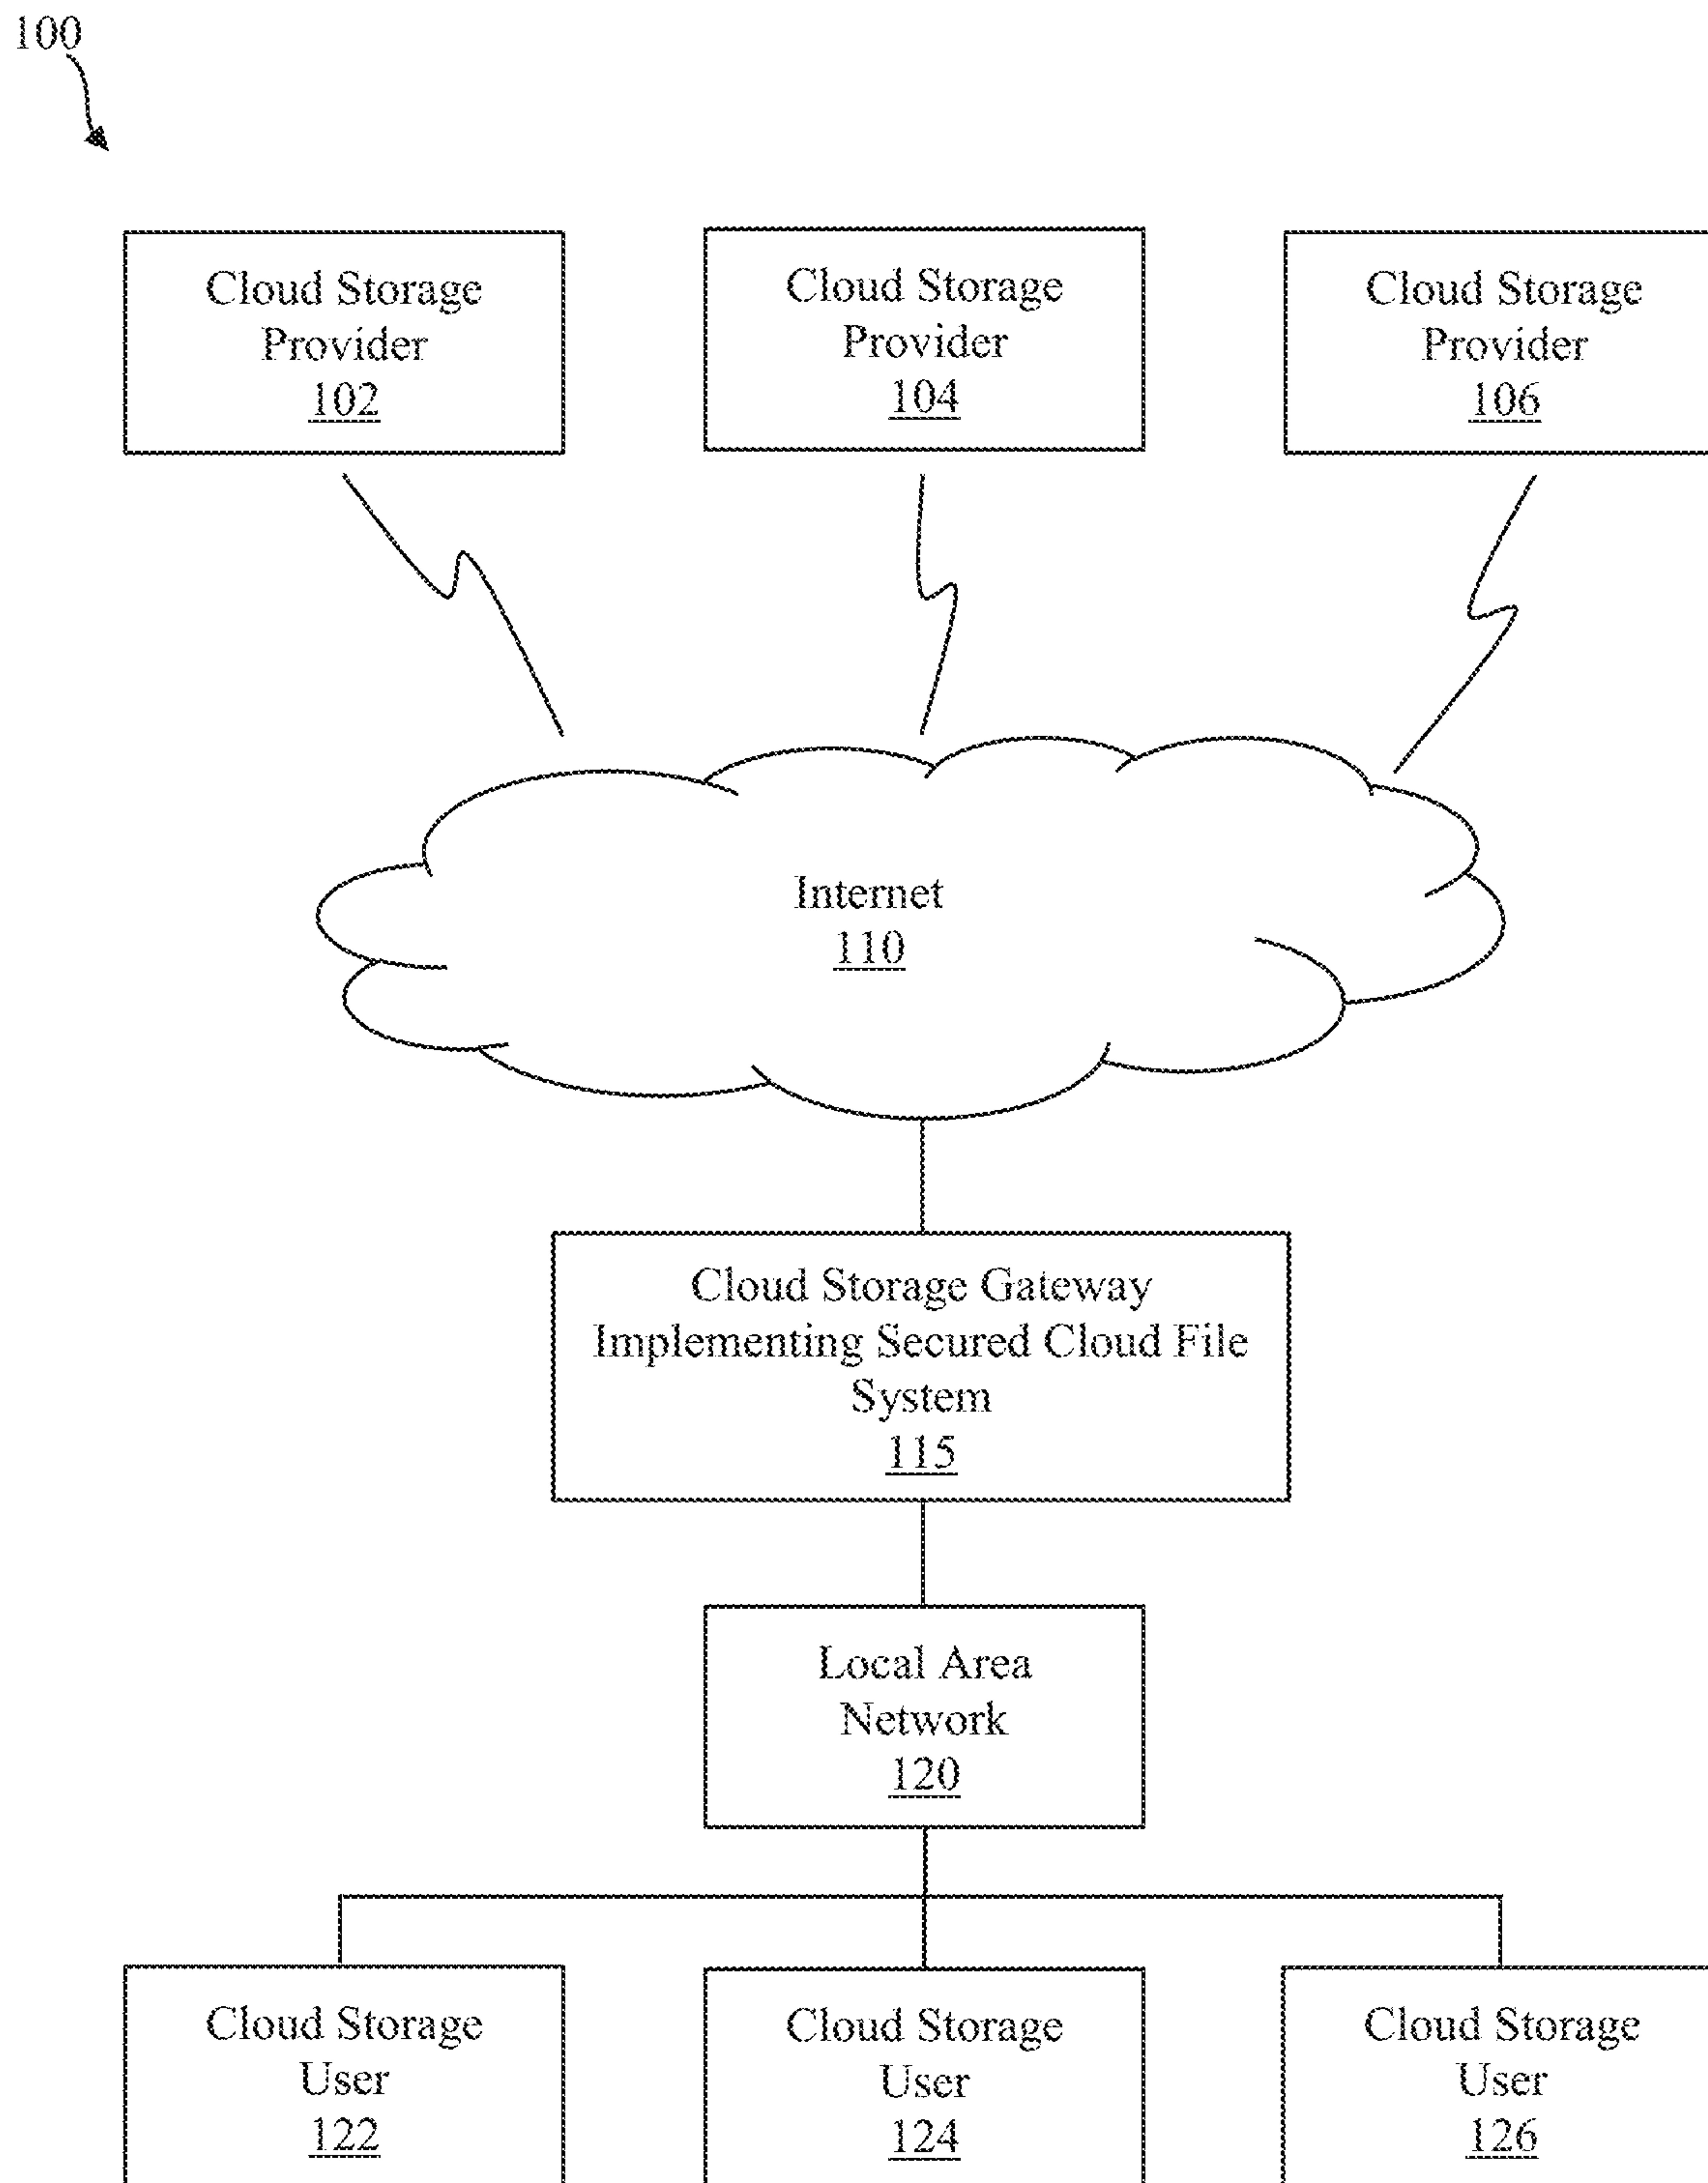 100
Cloud Storage
Provider
102
Cloud Storage
Provider
104
Cloud Storage
Provider
106
Internet
110
Cloud Storage Gateway
Implementing Secured Cloud File
System
115
Local Area
Network
120
Cloud Storage
User
122
Cloud Storage
User
124
Cloud Storage
User
126